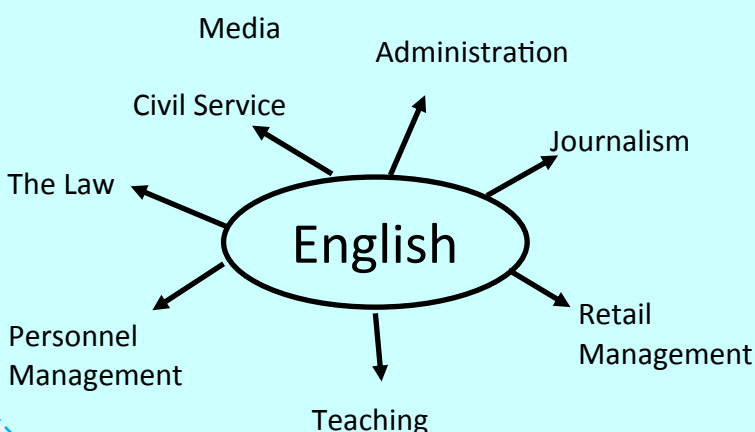 Media
Administration
Civil Service
Journalism
The Law
English
Retail
Management
Personnel
Management
Teaching